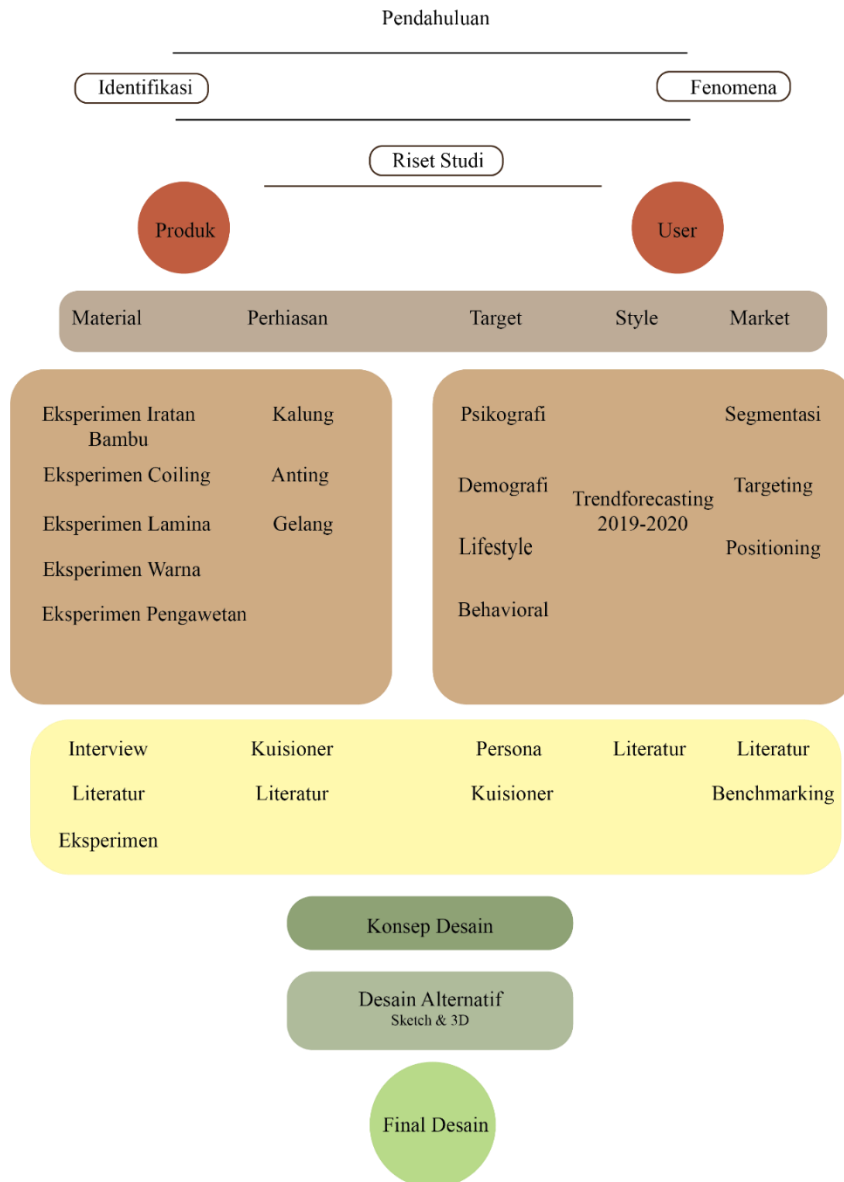 Pendahuluan
Identifikasi
Fenomena
Riset Studi
Produk
User
Material
Perhiasan
Target
Style
Market
Eksperimen Iratan
Bambu
Eksperimen Coiling
Eksperimen Lamina
Eksperimen Warna
Eksperimen Pengawetan
Kalung
Anting
Gelang
Psikografi
Demografi
Lifestyle
Behavioral
Trendforecasting
2019-2020
Segmentasi
Targeting
Positioning
Interview
Literatur
Eksperimen
Kuisioner
Literatur
Persona
Kuisioner
Literatur
Literatur
Benchmarking
Konsep Desain
Desain Alternatif
Sketch & 3D
Final Desain